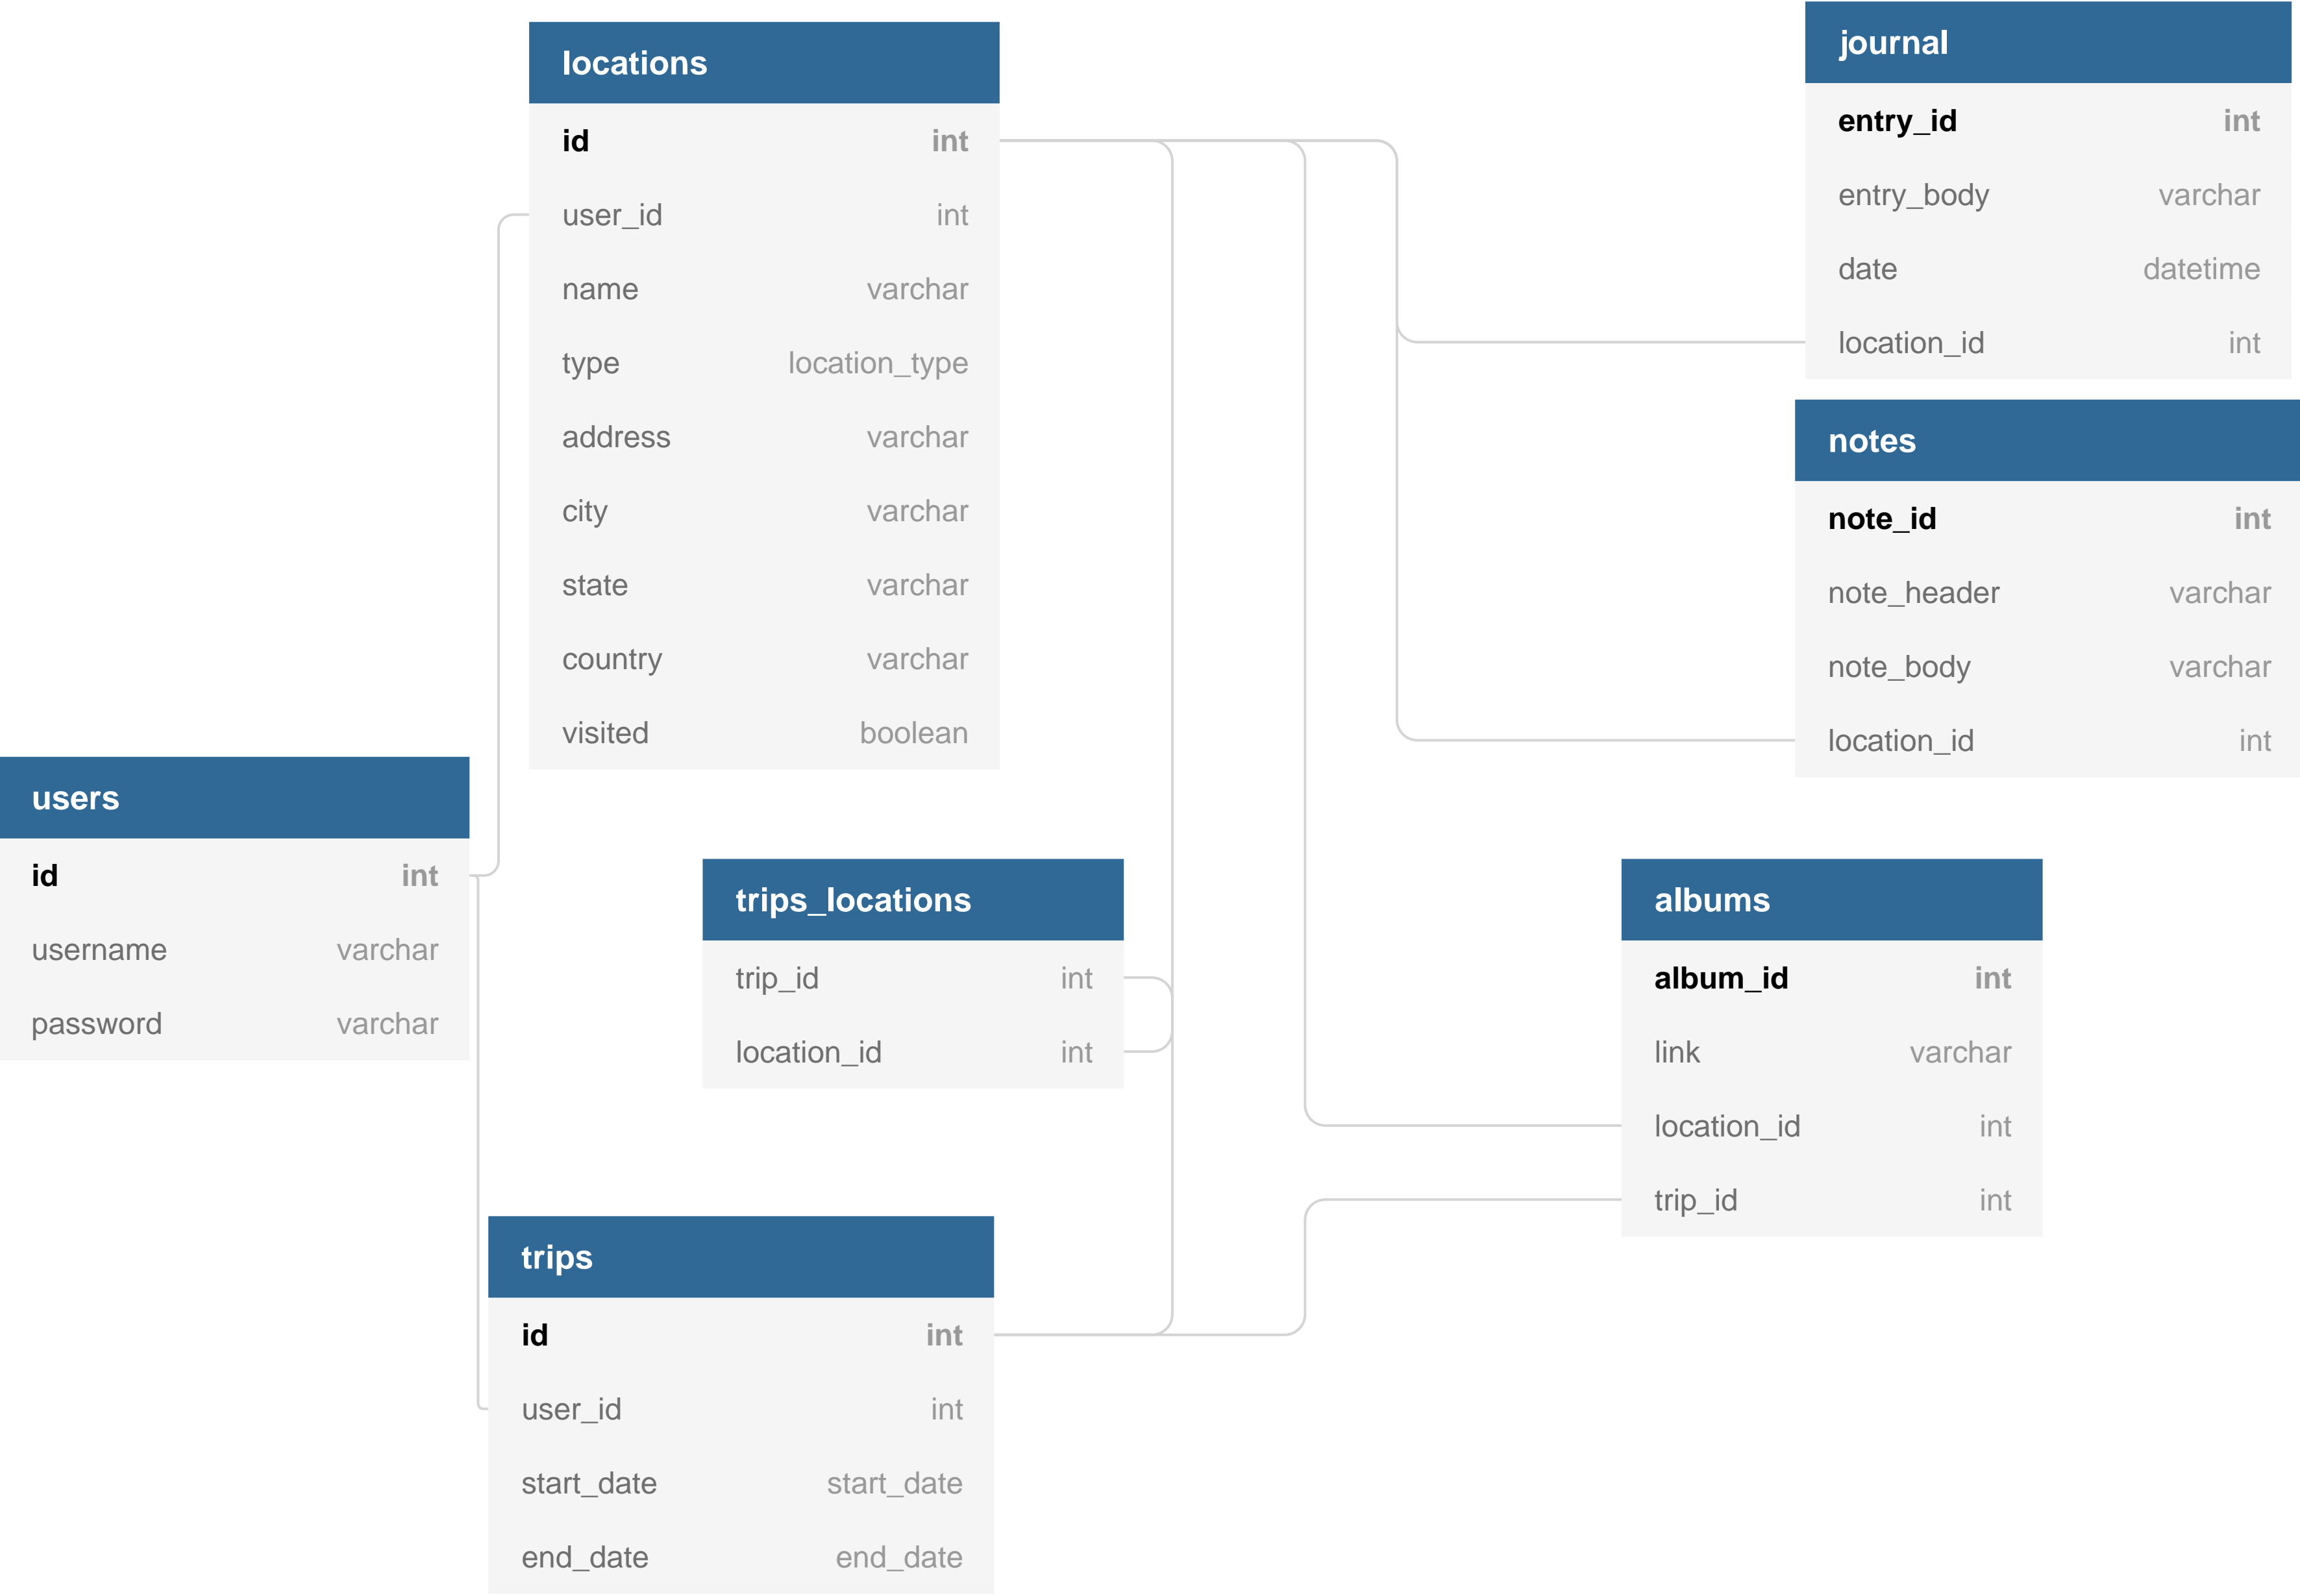 locations
id int
user_id int
name varchar
type location_type
address varchar
city varchar
state varchar
country varchar
visited boolean
journal
entry_id int
entry_body varchar
date datetime
location_id int
notes
note_id int
note_header varchar
note_body varchar
location_id int
users
id int
username varchar
password varchar
trips_locations
trip_id int
location_id int
albums
album_id int
link varchar
location_id int
trip_id int
trips
id int
user_id int
start_date start_date
end_date end_date